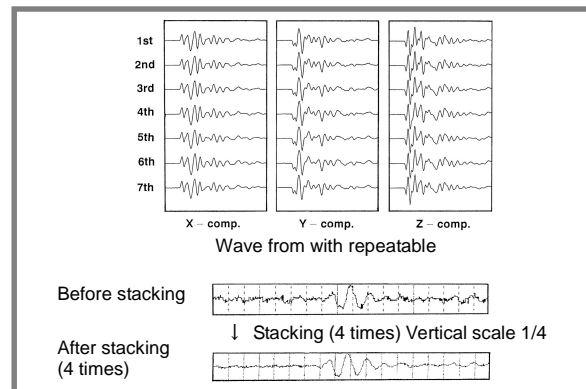 1st
2nd
3rd
4th
5th
6th
7th
X – comp. Y – comp. Z – comp.
Wave from with repeatable
Before stacking
↓ Stacking (4 times) Vertical scale 1/4
After stacking
(4 times)